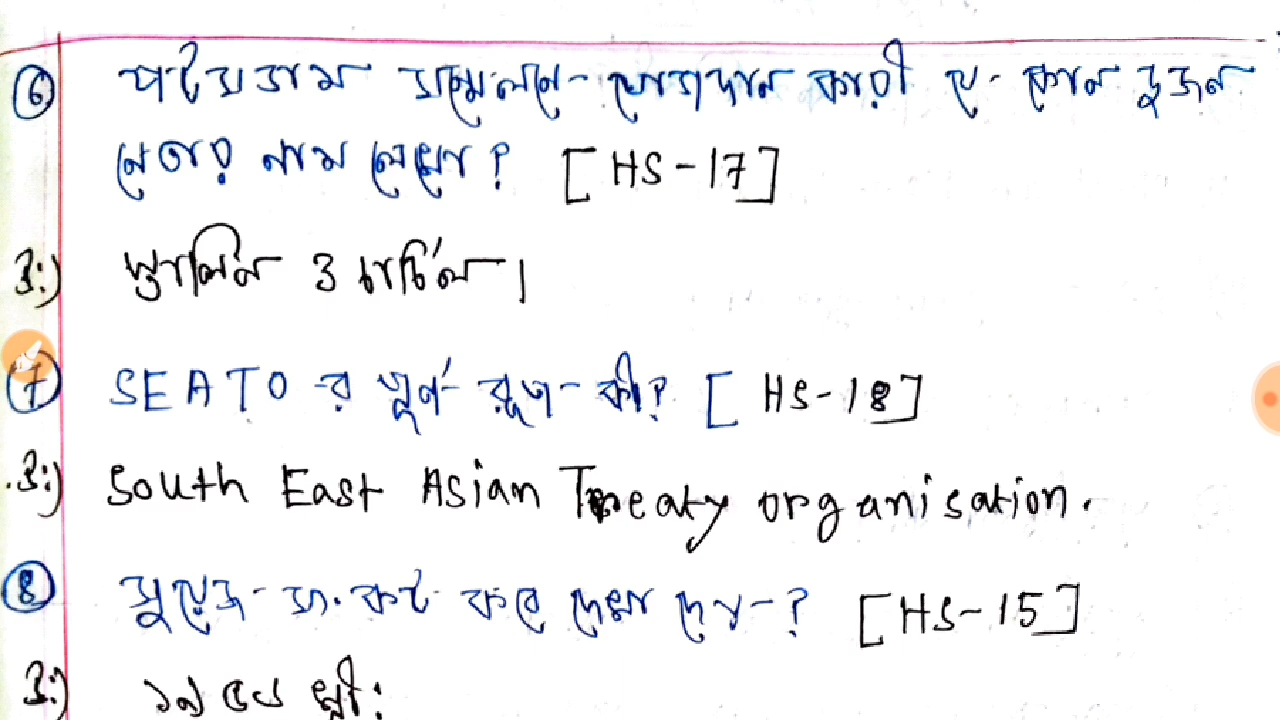 ⑥ পটসডাম সম্মেলনে যোগদান কারী যে কোন দুজন
নেতার নাম লেখো? [HS-17]
উ:) স্তালিন ও চার্চিল।
⑦ SEATO-র পূর্ণ রূপ কী? [HS-18]
উ:) South East Asian Treaty organisation.
⑧ সুয়েজ সংকট কবে দেখা দেয়? [HS-15]
উ:) ১৯৫৬ খ্রী: